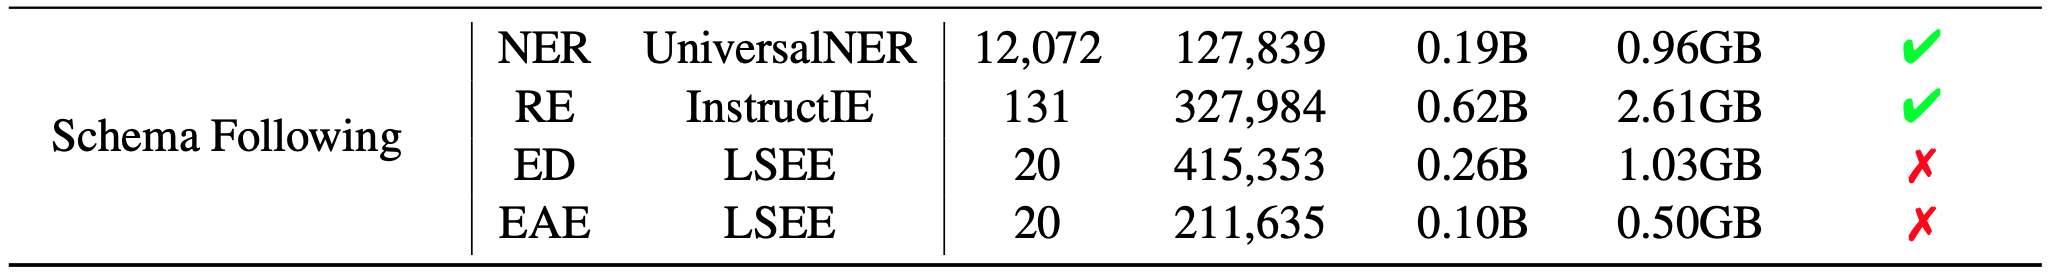 NER UniversalNER 12,072 127,839 0.19B 0.96GB ✔
RE InstructIE 131 327,984 0.62B 2.61GB ✔
Schema Following
ED LSEE 20 415,353 0.26B 1.03GB ✗
EAE LSEE 20 211,635 0.10B 0.50GB ✗